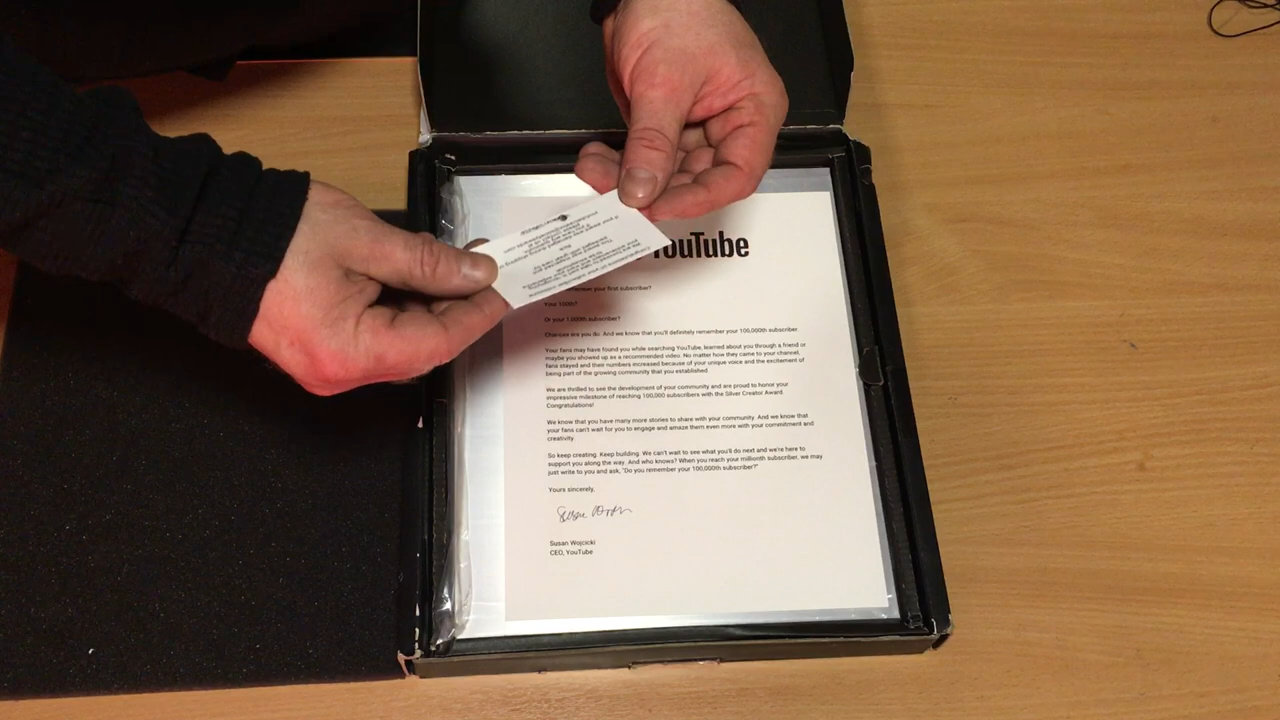 YouTube
remember your first subscriber?
Your 100th?
Or your 1,000th subscriber?
Chances are you do. And we know that you'll definitely remember your 100,000th subscriber.
Your fans may have found you while searching YouTube, learned about you through a friend or
maybe you showed up as a recommended video. No matter how they came to your channel,
fans stayed and their numbers increased because of your unique voice and the excitement of
being part of the growing community that you established.
We are thrilled to see the development of your community and are proud to honor your
impressive milestone of reaching 100,000 subscribers with the Silver Creator Award.
Congratulations!
We know that you have many more stories to share with your community. And we know that
your fans can't wait for you to engage and amaze them even more with your commitment and
creativity.
So keep creating. Keep building. We can't wait to see what you'll do next and we're here to
support you along the way. And who knows? When you reach your millionth subscriber, we may
just write to you and ask, "Do you remember your 100,000th subscriber?"
Yours sincerely,
Susan Wojcicki
CEO, YouTube